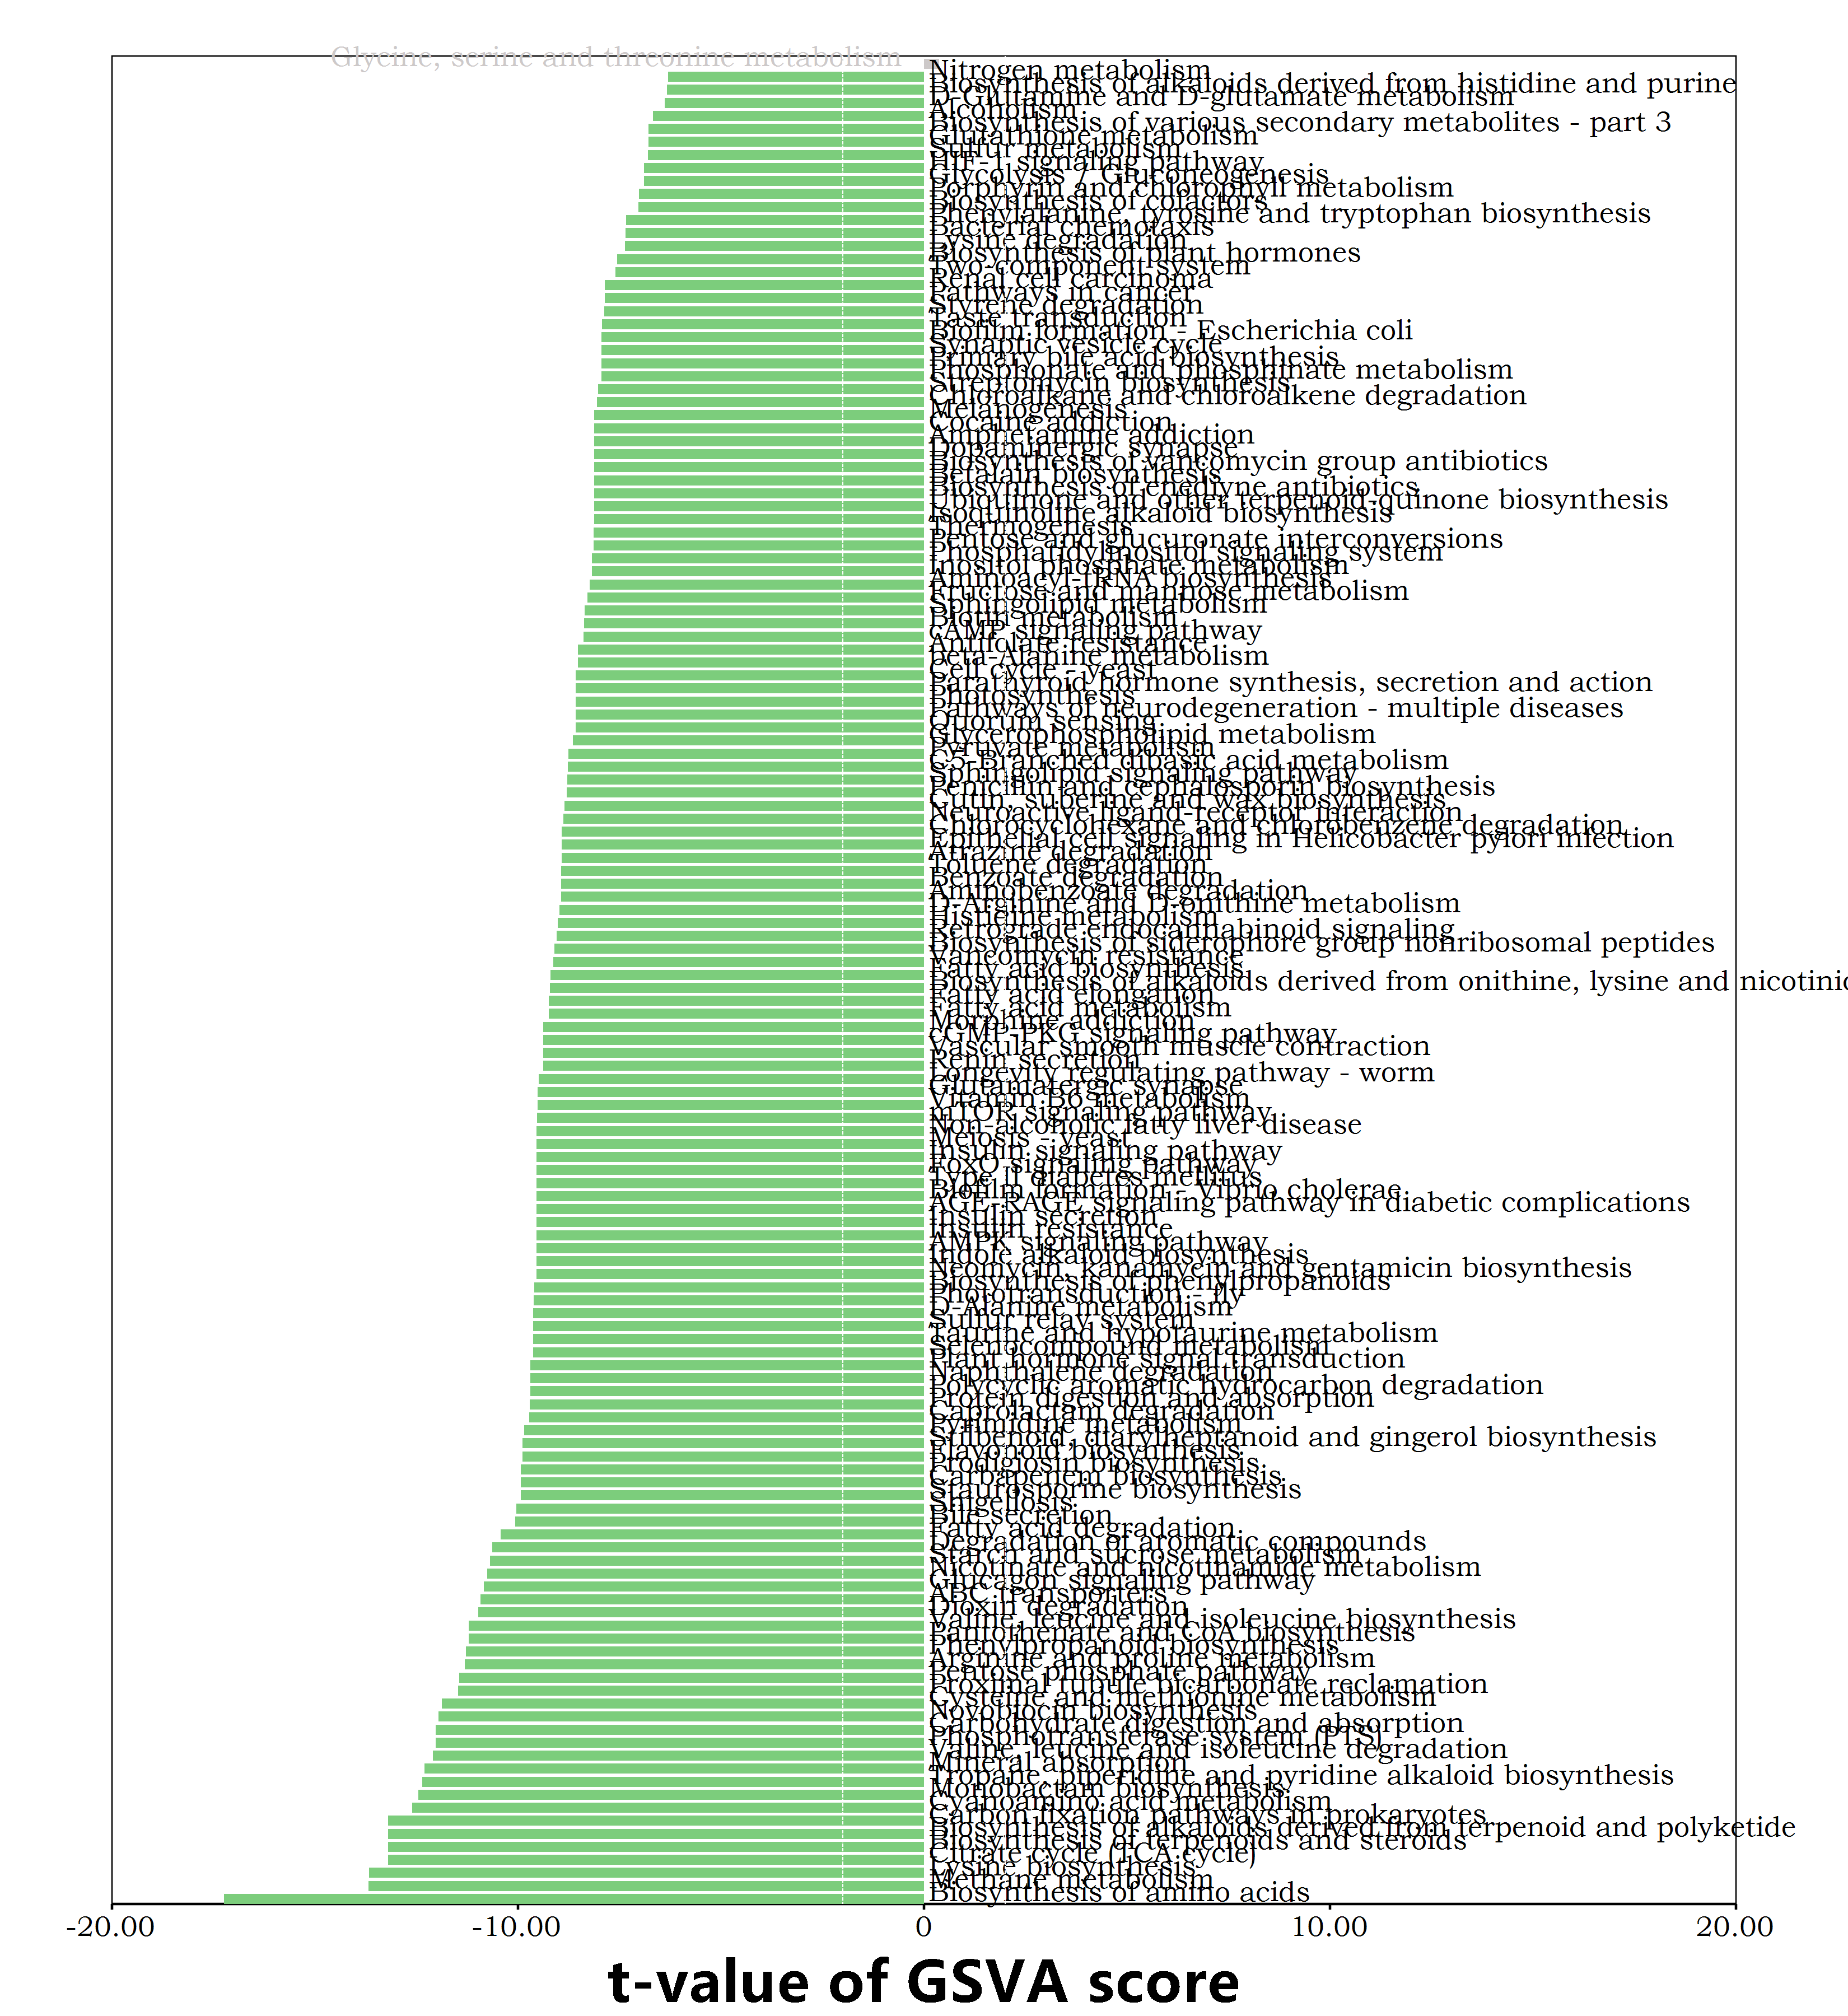 Glycine, serine and threonine metabolism
Nitrogen metabolism
Biosynthesis of alkaloids derived from histidine and purine
D-Glutamine and D-glutamate metabolism
Alcoholism
Biosynthesis of various secondary metabolites - part 3
Glutathione metabolism
Sulfur metabolism
HIF-1 signaling pathway
Glycolysis / Gluconeogenesis
Porphyrin and chlorophyll metabolism
Biosynthesis of cofactors
Phenylalanine, tyrosine and tryptophan biosynthesis
Bacterial chemotaxis
Lysine degradation
Biosynthesis of plant hormones
Two-component system
Renal cell carcinoma
Pathways in cancer
Styrene degradation
Taste transduction
Biofilm formation - Escherichia coli
Synaptic vesicle cycle
Primary bile acid biosynthesis
Phosphonate and phosphinate metabolism
Streptomycin biosynthesis
Chloroalkane and chloroalkene degradation
Melanogenesis
Cocaine addiction
Amphetamine addiction
Dopaminergic synapse
Biosynthesis of vancomycin group antibiotics
Betalain biosynthesis
Biosynthesis of enediyne antibiotics
Ubiquinone and other terpenoid-quinone biosynthesis
Isoquinoline alkaloid biosynthesis
Thermogenesis
Pentose and glucuronate interconversions
Phosphatidylinositol signaling system
Inositol phosphate metabolism
Aminoacyl-tRNA biosynthesis
Fructose and mannose metabolism
Sphingolipid metabolism
Biotin metabolism
cAMP signaling pathway
Antifolate resistance
beta-Alanine metabolism
Cell cycle - yeast
Parathyroid hormone synthesis, secretion and action
Photosynthesis
Pathways of neurodegeneration - multiple diseases
Quorum sensing
Glycerophospholipid metabolism
Pyruvate metabolism
C5-Branched dibasic acid metabolism
Sphingolipid signaling pathway
Penicillin and cephalosporin biosynthesis
Cutin, suberine and wax biosynthesis
Neuroactive ligand-receptor interaction
Chlorocyclohexane and chlorobenzene degradation
Epithelial cell signaling in Helicobacter pylori infection
Atrazine degradation
Toluene degradation
Benzoate degradation
Aminobenzoate degradation
D-Arginine and D-ornithine metabolism
Histidine metabolism
Retrograde endocannabinoid signaling
Biosynthesis of siderophore group nonribosomal peptides
Vancomycin resistance
Fatty acid biosynthesis
Biosynthesis of alkaloids derived from onithine, lysine and nicotinic
Fatty acid elongation
Fatty acid metabolism
Morphine addiction
cGMP-PKG signaling pathway
Vascular smooth muscle contraction
Renin secretion
Longevity regulating pathway - worm
Glutamatergic synapse
Vitamin B6 metabolism
mTOR signaling pathway
Non-alcoholic fatty liver disease
Meiosis - yeast
Insulin signaling pathway
FoxO signaling pathway
Type II diabetes mellitus
Biofilm formation - Vibrio cholerae
AGE-RAGE signaling pathway in diabetic complications
Insulin secretion
Insulin resistance
AMPK signaling pathway
Indole alkaloid biosynthesis
Neomycin, kanamycin and gentamicin biosynthesis
Biosynthesis of phenylpropanoids
Phototransduction - fly
D-Alanine metabolism
Sulfur relay system
Taurine and hypotaurine metabolism
Selenocompound metabolism
Plant hormone signal transduction
Naphthalene degradation
Polycyclic aromatic hydrocarbon degradation
Protein digestion and absorption
Caprolactam degradation
Pyrimidine metabolism
Stilbenoid, diarylheptanoid and gingerol biosynthesis
Flavonoid biosynthesis
Prodigiosin biosynthesis
Carbapenem biosynthesis
Staurosporine biosynthesis
Shigellosis
Bile secretion
Fatty acid degradation
Degradation of aromatic compounds
Starch and sucrose metabolism
Nicotinate and nicotinamide metabolism
Glucagon signaling pathway
ABC transporters
Dioxin degradation
Valine, leucine and isoleucine biosynthesis
Pantothenate and CoA biosynthesis
Phenylpropanoid biosynthesis
Arginine and proline metabolism
Pentose phosphate pathway
Proximal tubule bicarbonate reclamation
Cysteine and methionine metabolism
Novobiocin biosynthesis
Carbohydrate digestion and absorption
Phosphotransferase system (PTS)
Valine, leucine and isoleucine degradation
Mineral absorption
Tropane, piperidine and pyridine alkaloid biosynthesis
Monobactam biosynthesis
Cyanoamino acid metabolism
Carbon fixation pathways in prokaryotes
Biosynthesis of alkaloids derived from terpenoid and polyketide
Biosynthesis of terpenoids and steroids
Citrate cycle (TCA cycle)
Lysine biosynthesis
Methane metabolism
Biosynthesis of amino acids
-20.00 -10.00 0 10.00 20.00
t-value of GSVA score